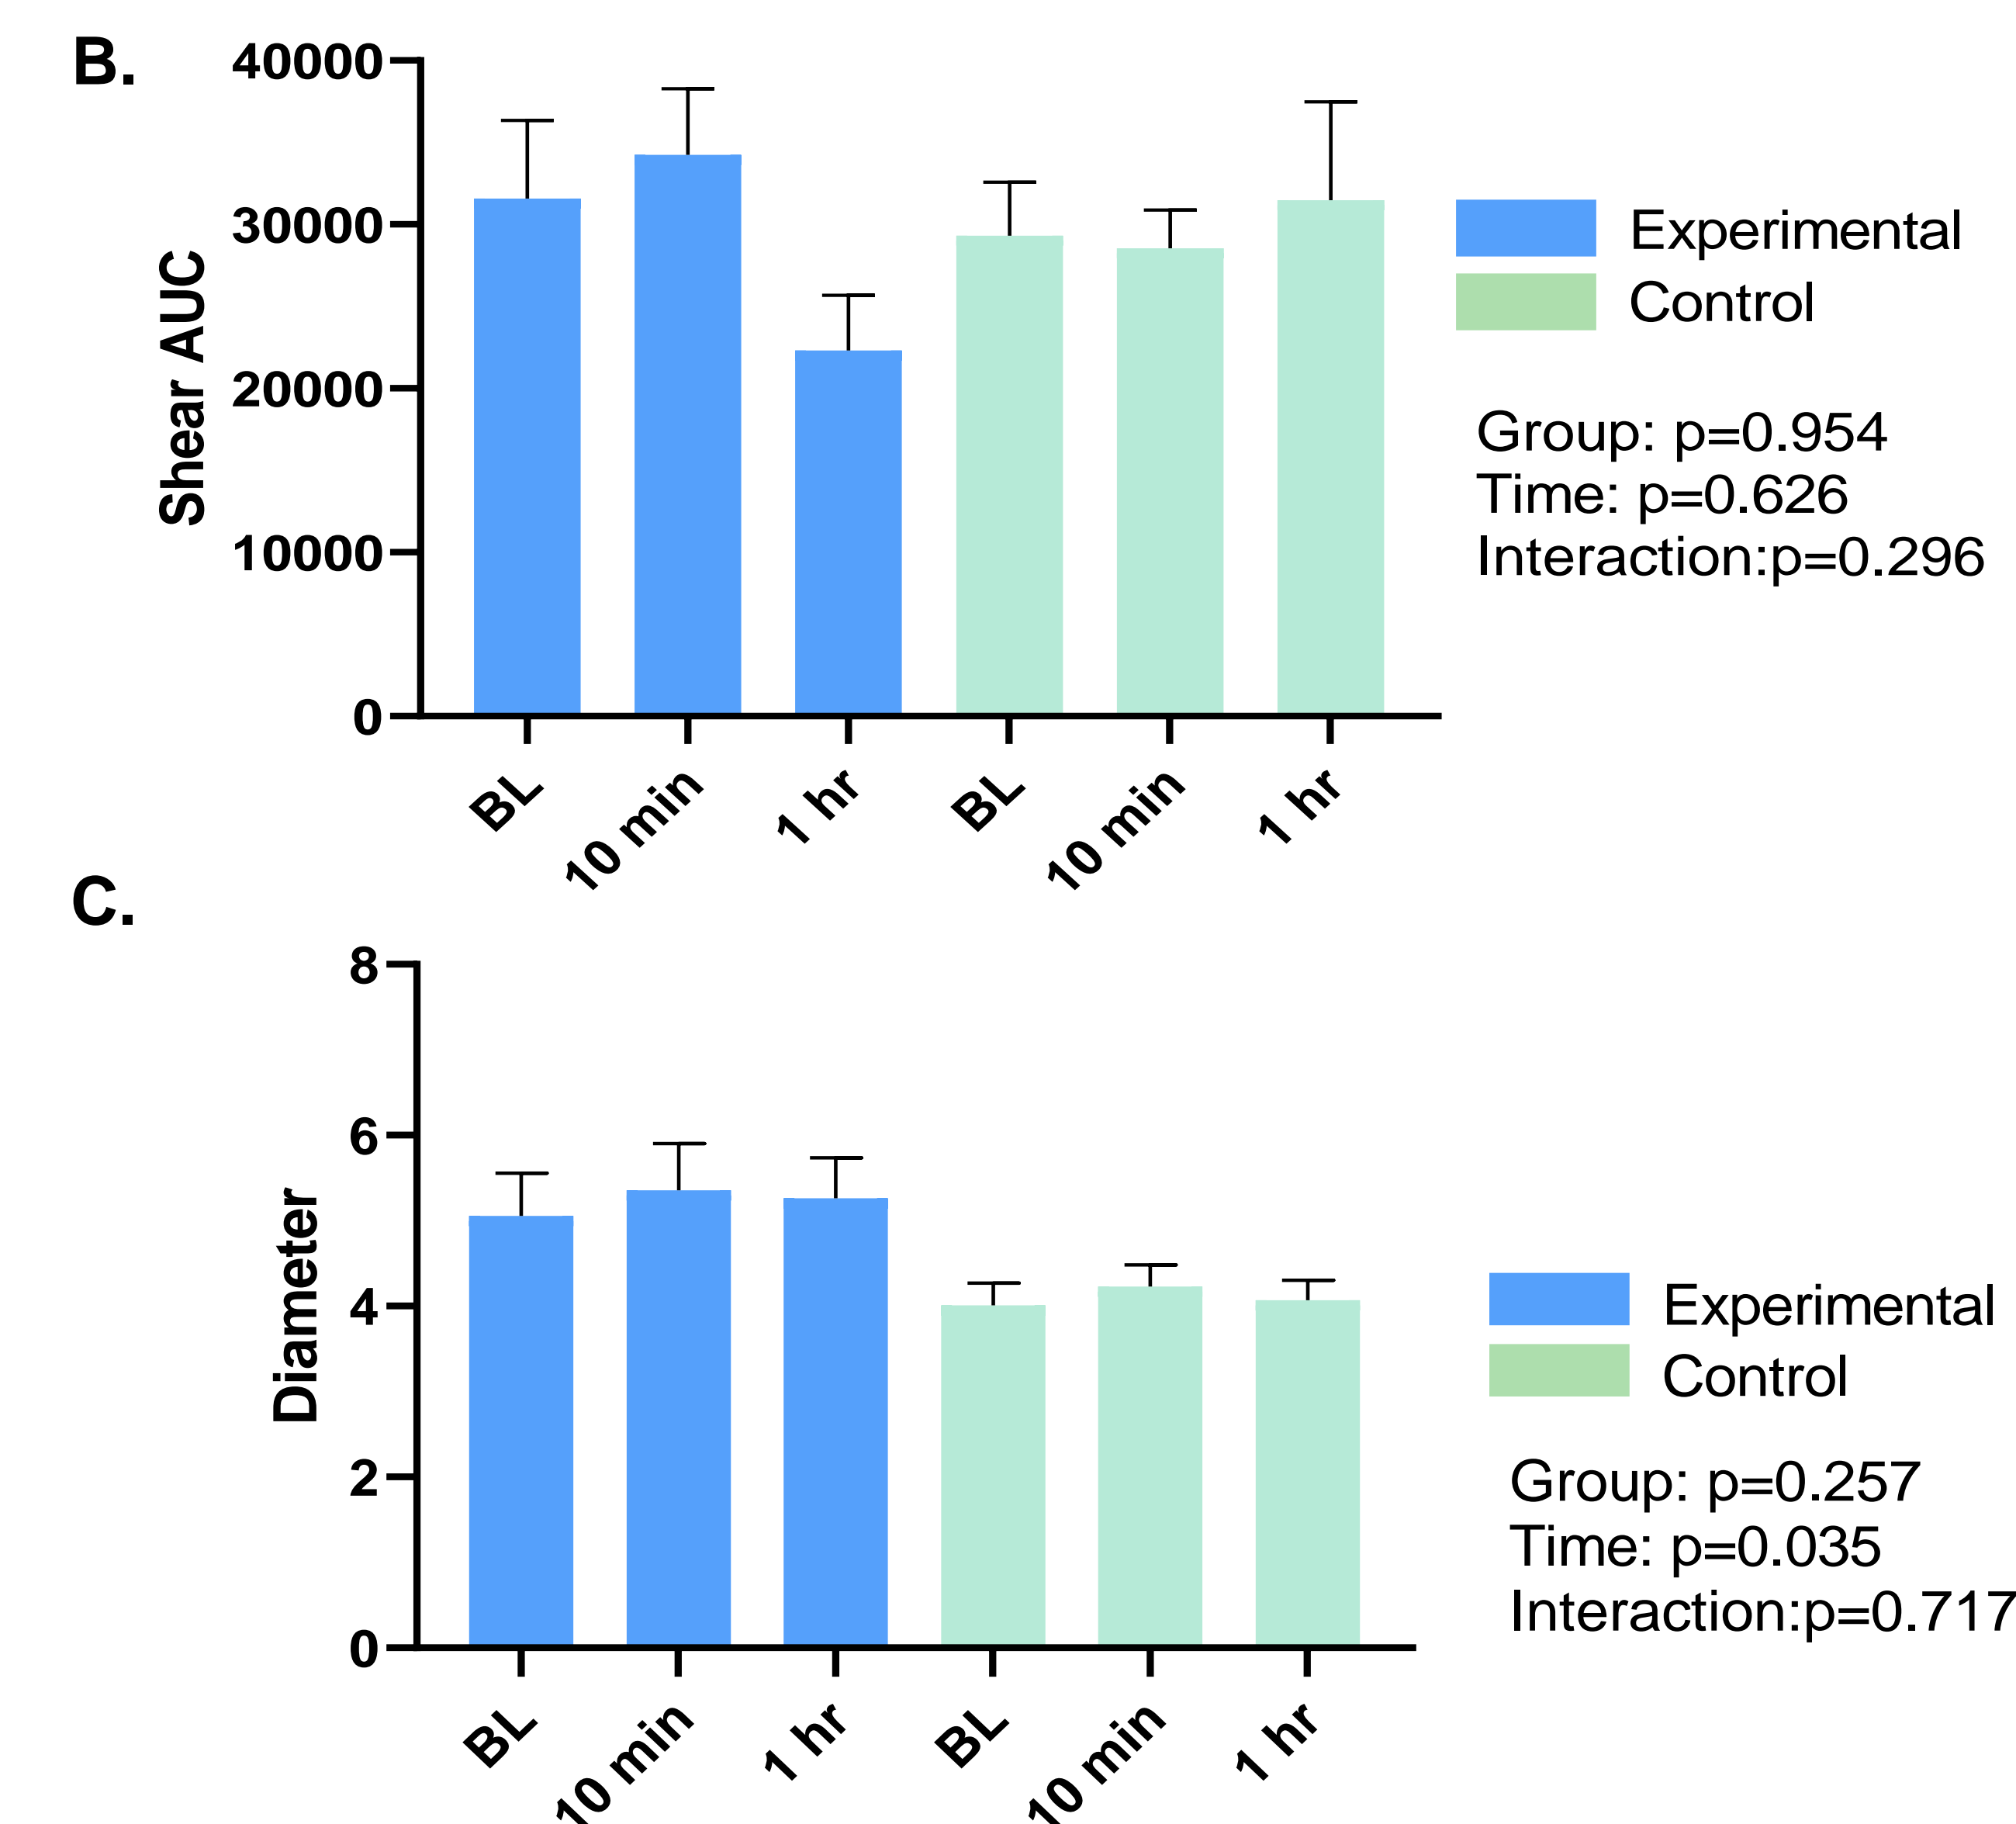 B.
40000
30000
20000
10000
0
Shear AUC
BL
10 min
1 hr
BL
10 min
1 hr
Experimental
Control
Group: p=0.954
Time: p=0.626
Interaction:p=0.296
C.
8
6
4
2
0
Diameter
BL
10 min
1 hr
BL
10 min
1 hr
Experimental
Control
Group: p=0.257
Time: p=0.035
Interaction:p=0.717